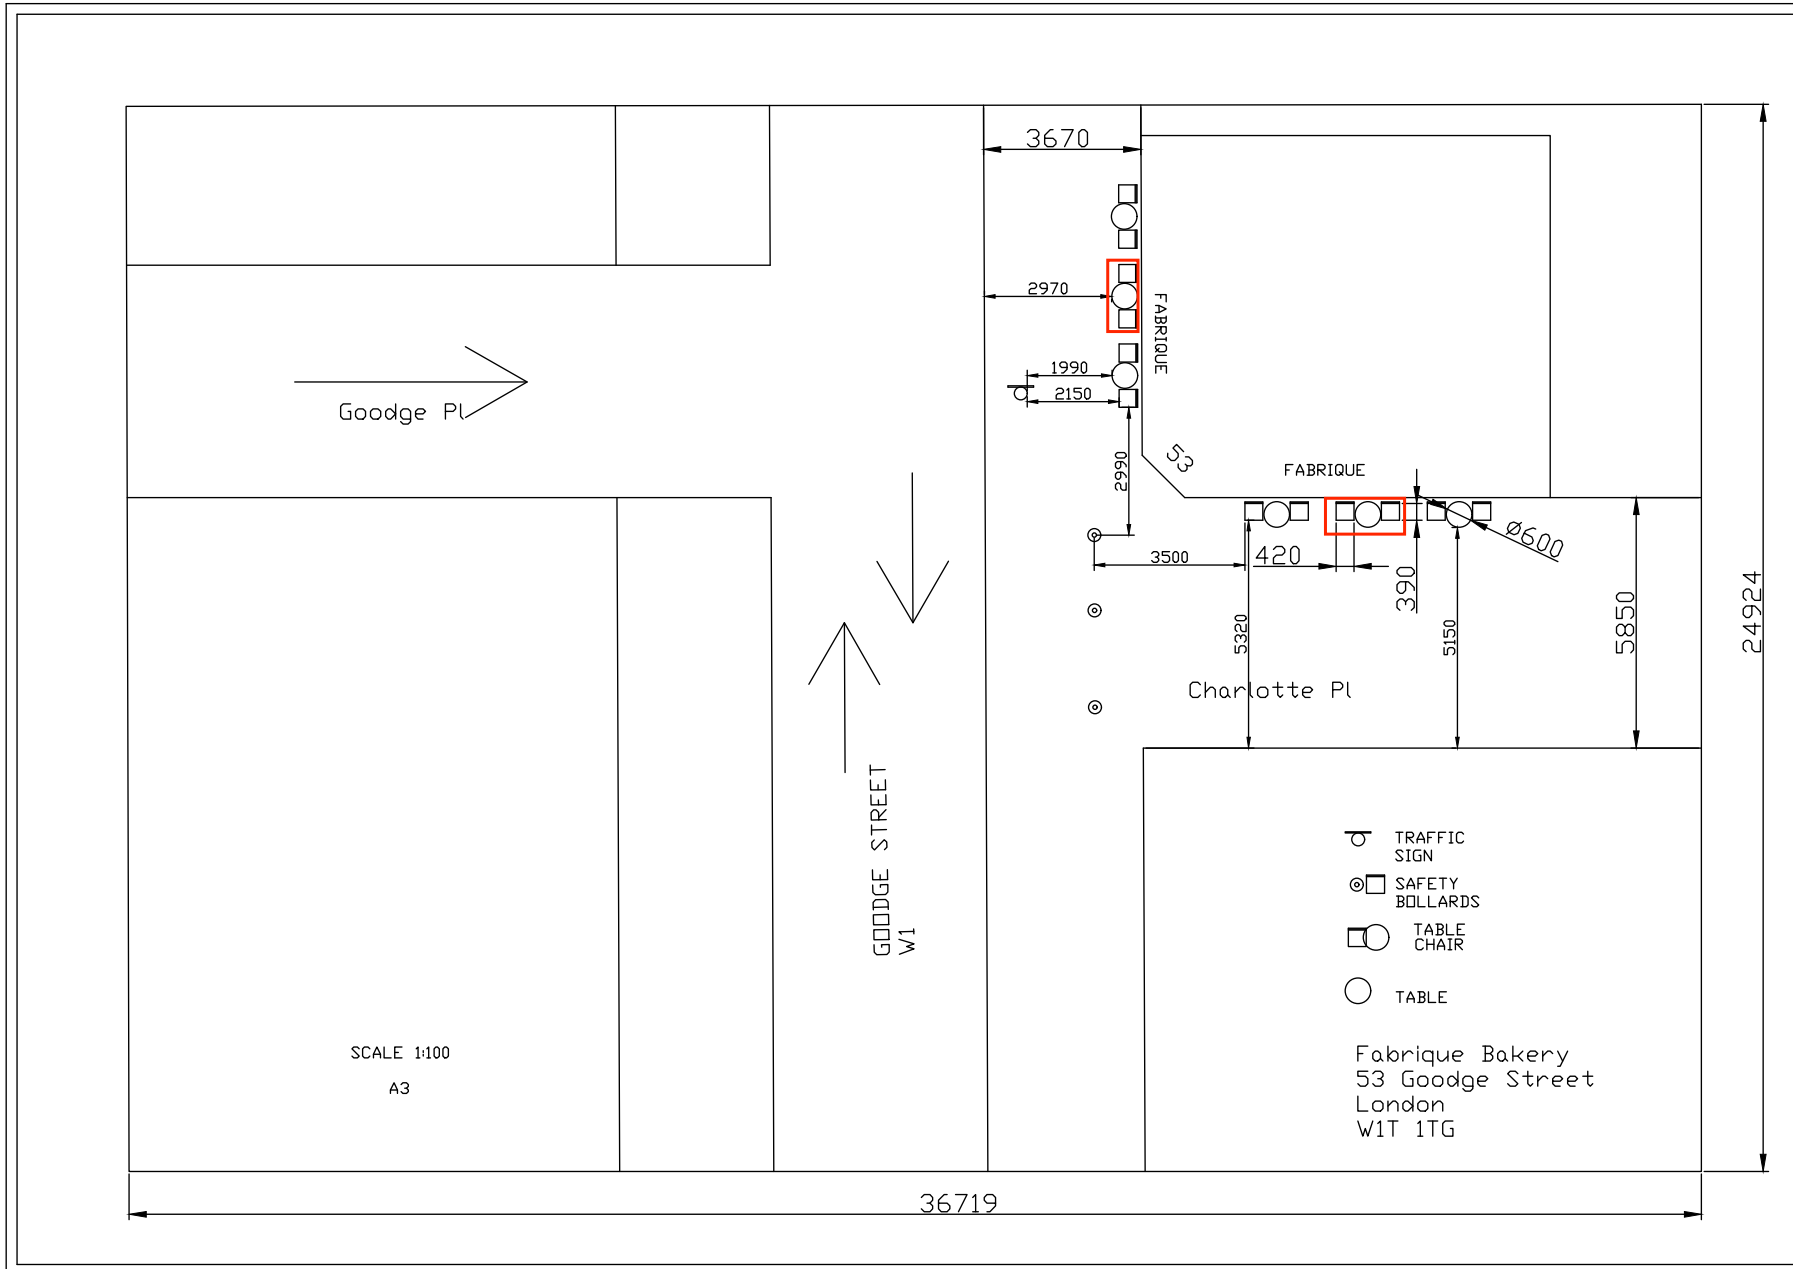 3670
2970
FABRIQUE
1990
2150
Goodge Pl
53
2990
FABRIQUE
Ø600
3500
420
390
5320
5150
5850
24924
Charlotte Pl
GOODGE STREET
W1
TRAFFIC
SIGN
SAFETY
BOLLARDS
TABLE
CHAIR
TABLE
SCALE 1:100
A3
Fabrique Bakery
53 Goodge Street
London
W1T 1TG
36719